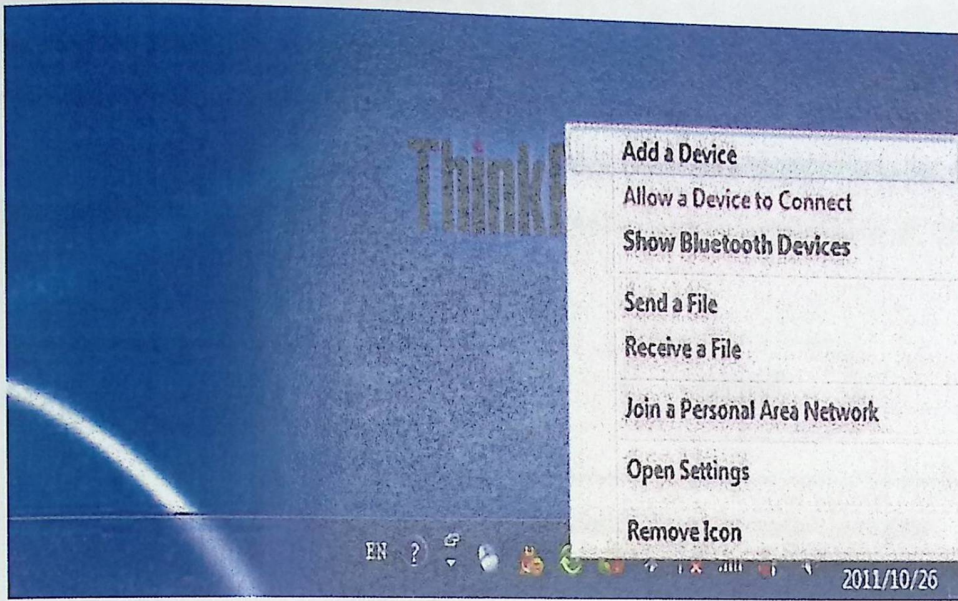 Add a Device
Allow a Device to Connect
Show Bluetooth Devices
Send a File
Receive a File
Join a Personal Area Network
Open Settings
Remove Icon
EN ?
2011/10/26